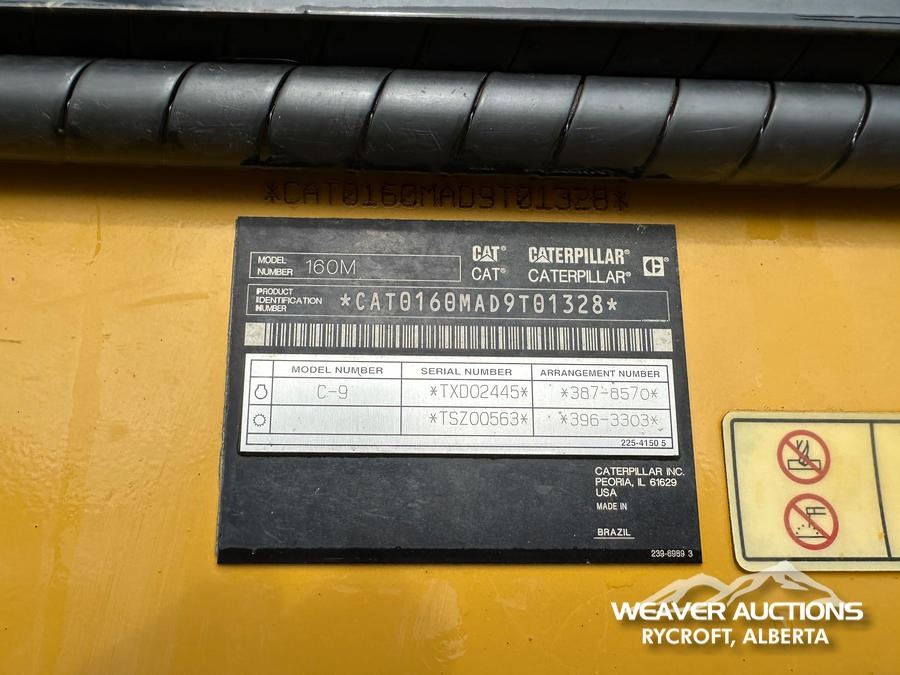 *CAT0160MAD9T01328*
MODEL NUMBER 160M
CAT® CATERPILLAR®
CAT® CATERPILLAR®
PRODUCT IDENTIFICATION NUMBER *CAT0160MAD9T01328*
MODEL NUMBER SERIAL NUMBER ARRANGEMENT NUMBER
C-9 *TXD02445* *387-8570*
*TSZ00563* *396-3303*
225-4150 5
CATERPILLAR INC.
PEORIA, IL 61629
USA
MADE IN
BRAZIL
239-6989 3
WEAVER AUCTIONS
RYCROFT, ALBERTA